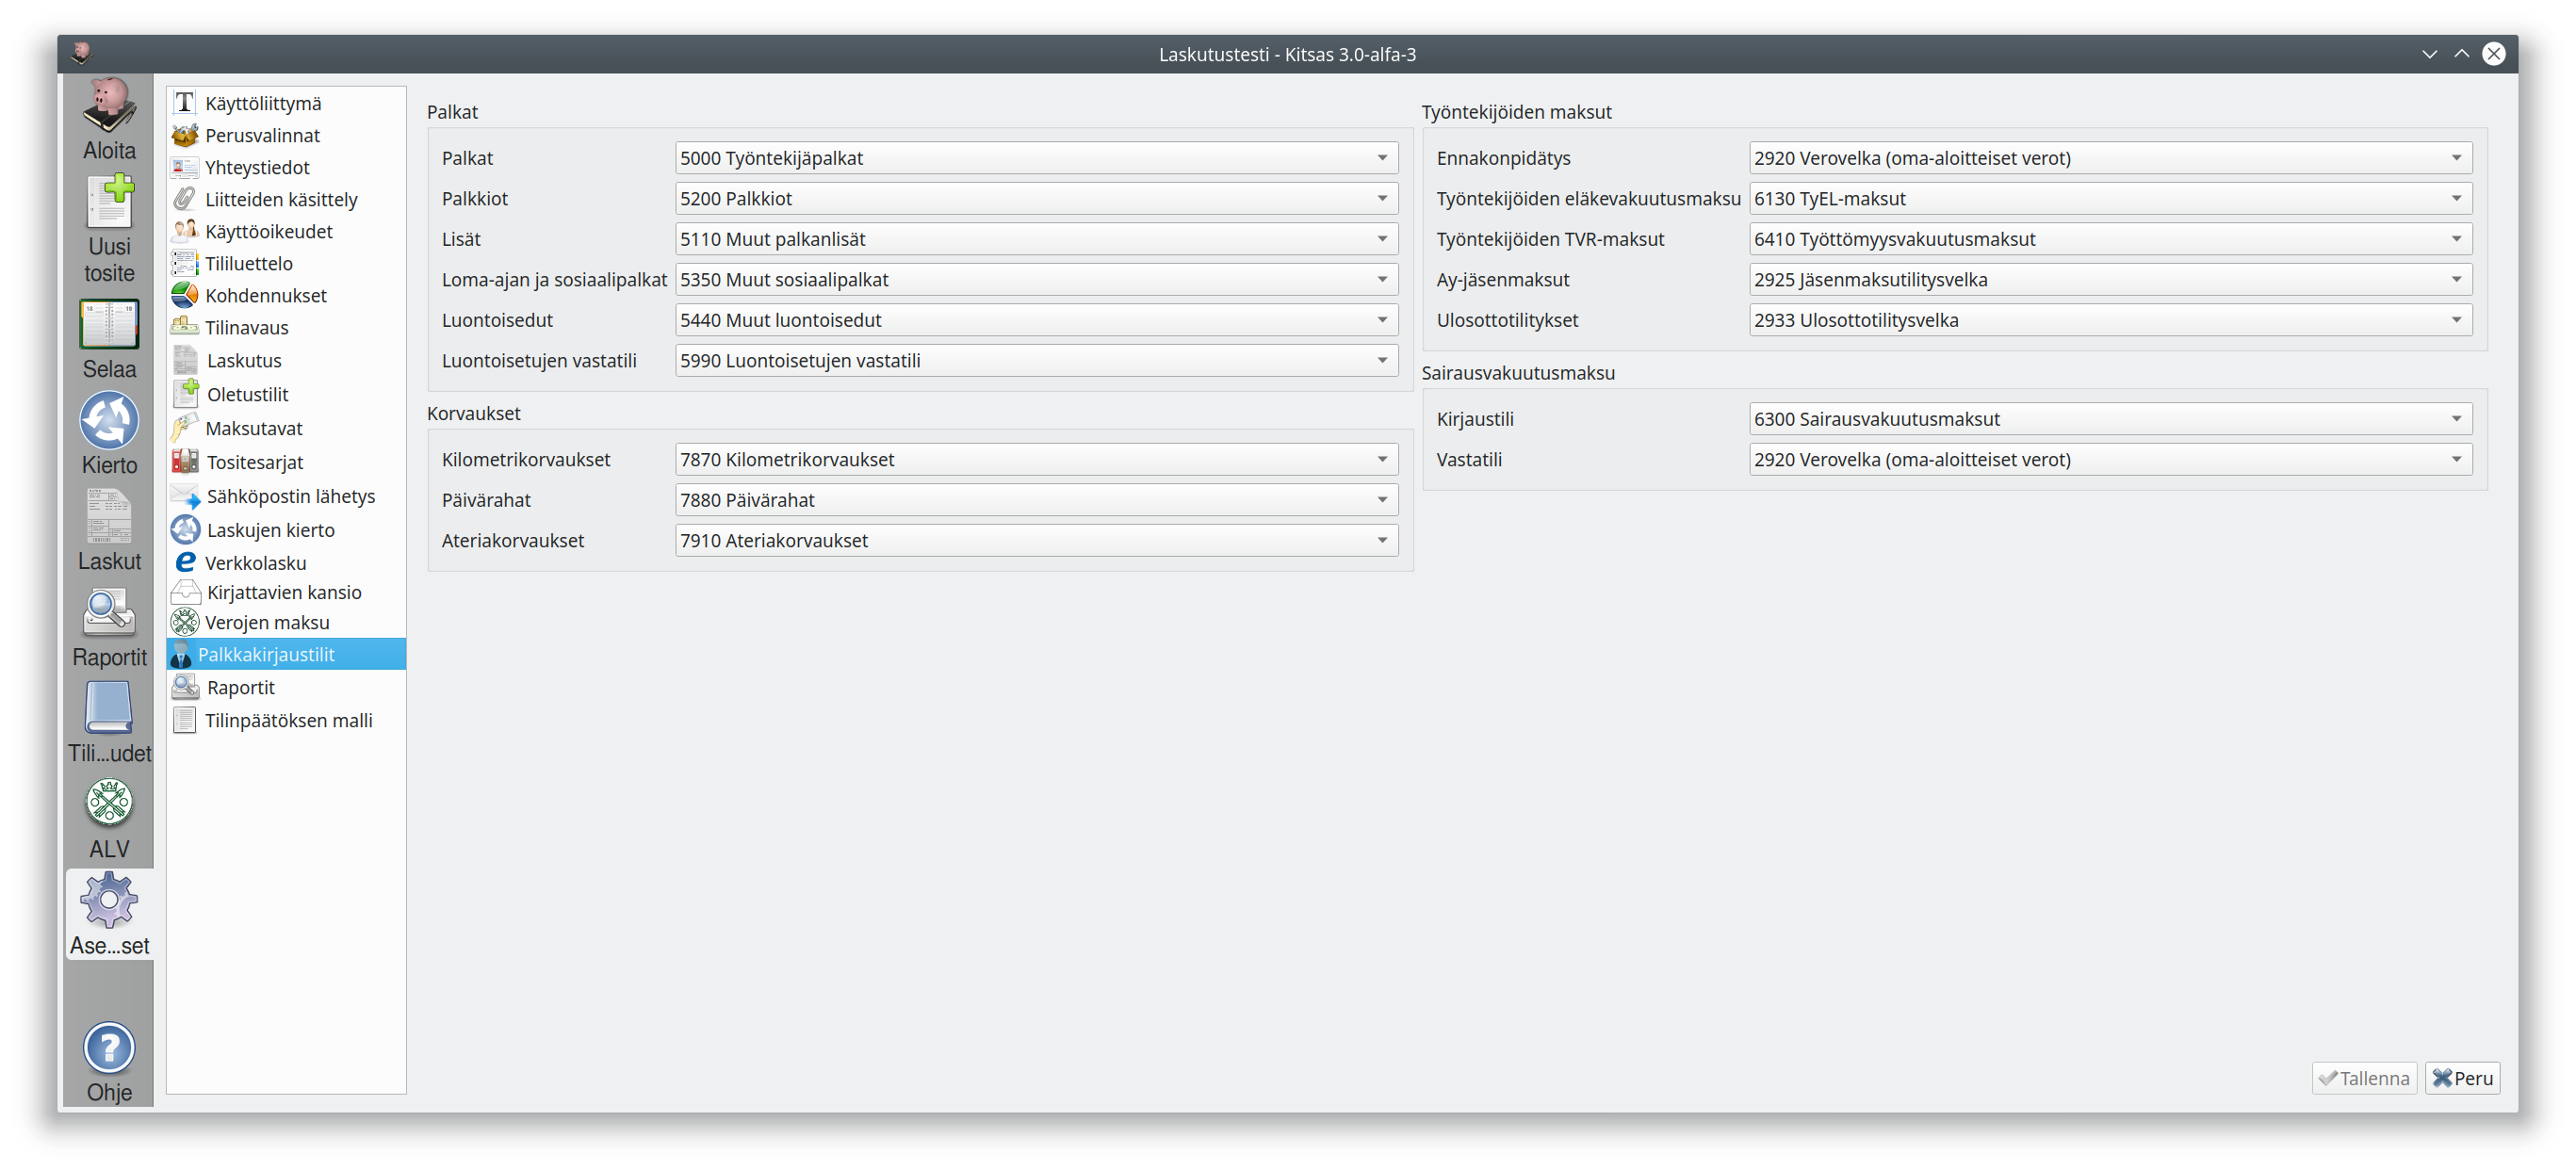 Laskutustesti - Kitsas 3.0-alfa-3
Aloita
Uusi
tosite
Selaa
Kierto
Laskut
Raportit
Tili...udet
ALV
Ase...set
Ohje
Käyttöliittymä
Perusvalinnat
Yhteystiedot
Liitteiden käsittely
Käyttöoikeudet
Tililuettelo
Kohdennukset
Tilinavaus
Laskutus
Oletustilit
Maksutavat
Tositesarjat
Sähköpostin lähetys
Laskujen kierto
Verkkolasku
Kirjattavien kansio
Verojen maksu
Palkkakirjaustilit
Raportit
Tilinpäätöksen malli
Palkat
Palkat 5000 Työntekijäpalkat
Palkkiot 5200 Palkkiot
Lisät 5110 Muut palkanlisät
Loma-ajan ja sosiaalipalkat 5350 Muut sosiaalipalkat
Luontoisedut 5440 Muut luontoisedut
Luontoisetujen vastatili 5990 Luontoisetujen vastatili
Korvaukset
Kilometrikorvaukset 7870 Kilometrikorvaukset
Päivärahat 7880 Päivärahat
Ateriakorvaukset 7910 Ateriakorvaukset
Työntekijöiden maksut
Ennakonpidätys 2920 Verovelka (oma-aloitteiset verot)
Työntekijöiden eläkevakuutusmaksu 6130 TyEL-maksut
Työntekijöiden TVR-maksut 6410 Työttömyysvakuutusmaksut
Ay-jäsenmaksut 2925 Jäsenmaksutilitysvelka
Ulosottotilitykset 2933 Ulosottotilitysvelka
Sairausvakuutusmaksu
Kirjaustili 6300 Sairausvakuutusmaksut
Vastatili 2920 Verovelka (oma-aloitteiset verot)
Tallenna
Peru